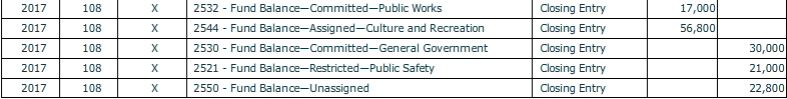 2017 108 X 2532 - Fund Balance—Committed—Public Works Closing Entry 17,000
2017 108 X 2544 - Fund Balance—Assigned—Culture and Recreation Closing Entry 56,800
2017 108 X 2530 - Fund Balance—Committed—General Government Closing Entry 30,000
2017 108 X 2521 - Fund Balance—Restricted—Public Safety Closing Entry 21,000
2017 108 X 2550 - Fund Balance—Unassigned Closing Entry 22,800